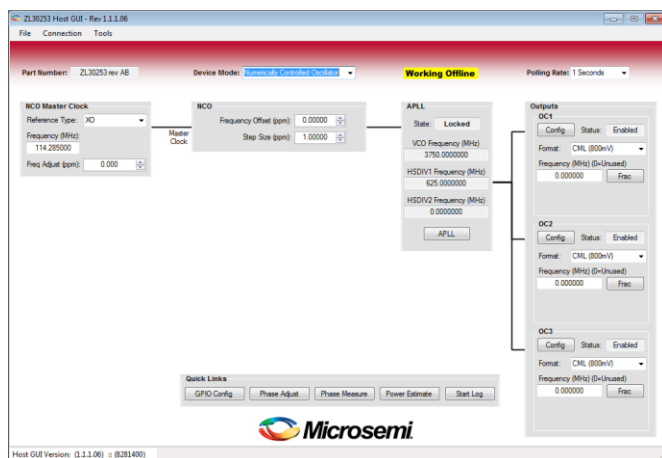 ZL30253 Host GUI - Rev 1.1.1.06
File Connection Tools
Part Number: ZL30253 rev AB Device Mode: Numerically Controlled Oscillator Working Offline Polling Rate: 1 Seconds
NCO Master Clock
Reference Type: XO
Frequency (MHz):
114.285000
Freq Adjust (ppm): 0.000
Master
Clock
NCO
Frequency Offset (ppm): 0.00000
Step Size (ppm): 1.00000
APLL
State: Locked
VCO Frequency (MHz)
3750.0000000
HSDIV1 Frequency (MHz)
625.0000000
HSDIV2 Frequency (MHz)
0.0000000
APLL
Outputs
OC1
Config Status: Enabled
Format: CML (800mV)
Frequency (MHz) (0=Unused)
0.000000 Frac
OC2
Config Status: Enabled
Format: CML (800mV)
Frequency (MHz) (0=Unused)
0.000000 Frac
OC3
Config Status: Enabled
Format: CML (800mV)
Frequency (MHz) (0=Unused)
0.000000 Frac
Quick Links
GPIO Config Phase Adjust Phase Measure Power Estimate Start Log
Microsemi.
Host GUI Version: (1.1.1.06) :: (8281400)